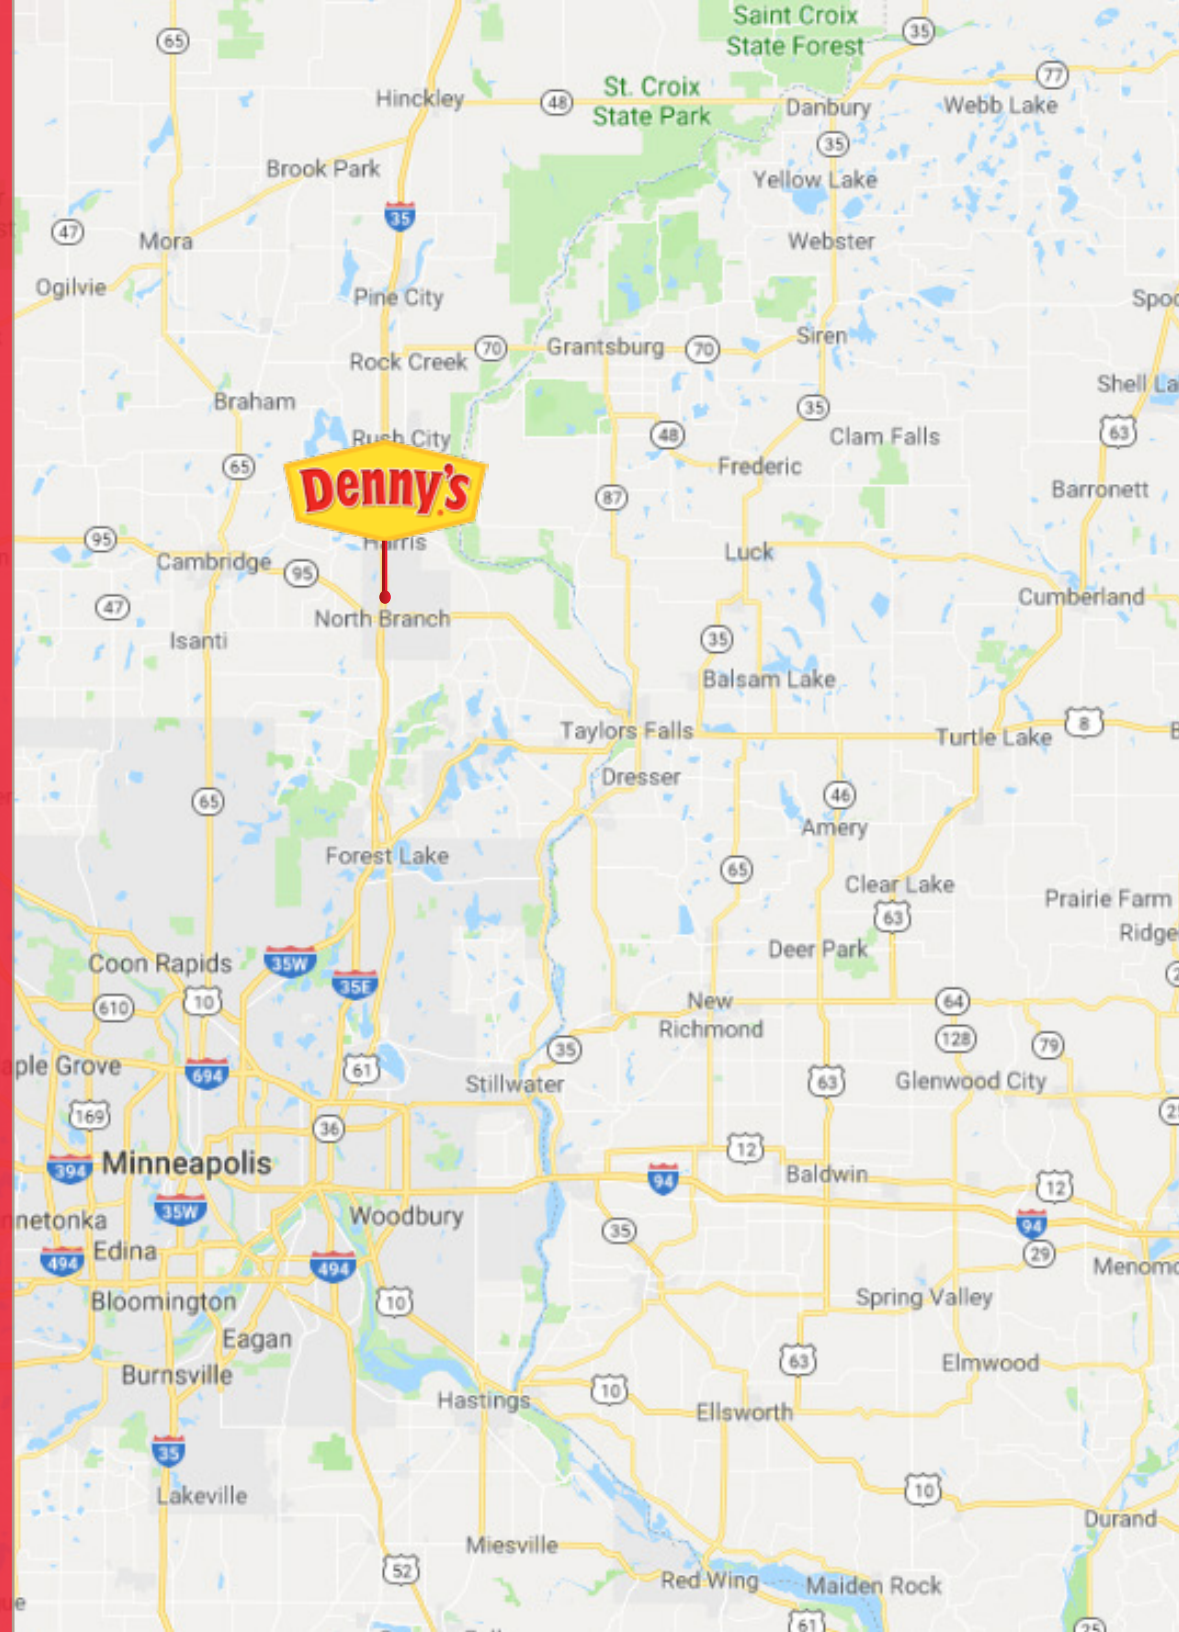 Saint Croix
State Forest
35
65
77
Hinckley
48
St. Croix
State Park
Danbury
Webb Lake
35
Brook Park
Yellow Lake
35
47
Mora
Webster
Ogilvie
Pine City
Spoo
Siren
70
Grantsburg
70
Rock Creek
Shell La
Braham
35
63
Rush City
48
Clam Falls
65
Frederic
Denny's
Barronett
87
95
Harris
Luck
Cambridge
95
Cumberland
47
North Branch
Isanti
35
Balsam Lake
Taylors Falls
8
Turtle Lake
Dresser
65
46
Amery
Forest Lake
65
Clear Lake
Prairie Farm
63
Ridge
Deer Park
Coon Rapids
35W
35E
610
10
New
Richmond
64
128
79
35
aple Grove
694
61
Stillwater
63
Glenwood City
169
36
12
394
Minneapolis
94
Baldwin
12
35W
nnetonka
Woodbury
35
94
Edina
494
494
29
Menomo
Bloomington
10
Spring Valley
Eagan
63
Elmwood
Burnsville
Hastings
10
Ellsworth
35
Lakeville
10
Durand
Miesville
52
Red Wing
Maiden Rock
61
25
ue